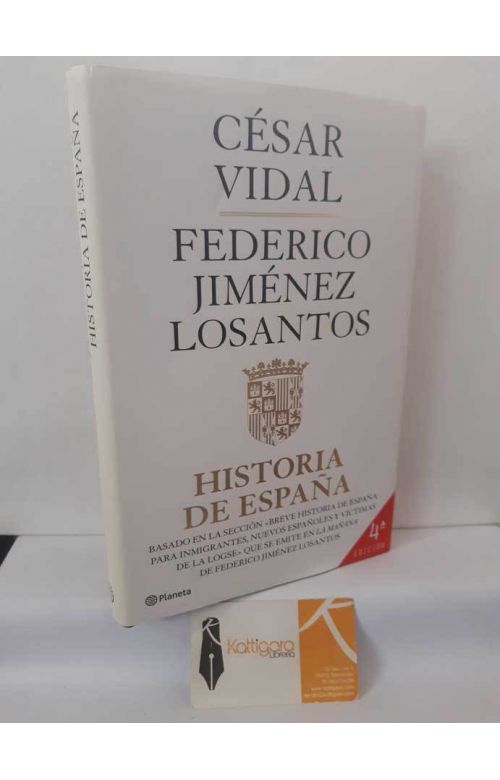 HISTORIA DE ESPAÑA
CÉSAR
VIDAL
FEDERICO
JIMÉNEZ
LOSANTOS
HISTORIA
DE ESPAÑA
BASADO EN LA SECCIÓN «BREVE HISTORIA DE ESPAÑA
PARA INMIGRANTES, NUEVOS ESPAÑOLES Y VÍCTIMAS
DE LA LOGSE» QUE SE EMITE EN LA MAÑANA
DE FEDERICO JIMÉNEZ LOSANTOS
4ª
EDICIÓN
Planeta
Kattigara
Librería